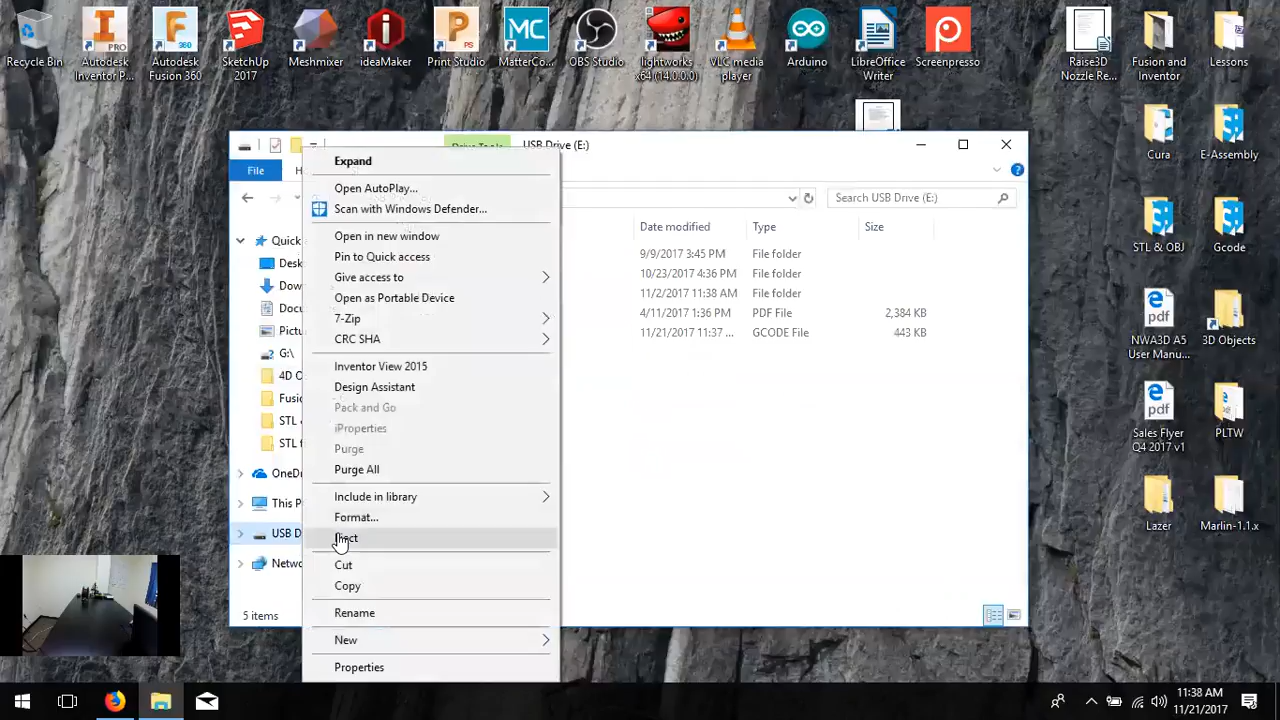 Recycle Bin
Autodesk
Inventor P...
Autodesk
Fusion 360
SketchUp
2017
Meshmixer
ideaMaker
Print Studio
MatterCo...
OBS Studio
lightworks
x64 (14.0.0.0)
VLC media
player
Arduino
LibreOffice
Writer
Screenpresso
Raise3D
Nozzle Re...
Fusion and
Inventor
Lessons
PRO
360
PS
MC
Drive Tools
USB Drive (E:)
File
H
Search USB Drive (E:)
Date modified
Type
Size
9/9/2017 3:45 PM
File folder
10/23/2017 4:36 PM
File folder
11/2/2017 11:38 AM
File folder
4/11/2017 1:36 PM
PDF File
2,384 KB
11/21/2017 11:37 ...
GCODE File
443 KB
Quick
Desk
Dow
Docu
Pictu
G:\
4D O
Fusio
STL &
STL f
OneDri
This P
USB D
Netwo
5 items
Expand
Open AutoPlay...
Scan with Windows Defender...
Open in new window
Pin to Quick access
Give access to
Open as Portable Device
7-Zip
CRC SHA
Inventor View 2015
Design Assistant
Pack and Go
iProperties
Purge
Purge All
Include in library
Format...
Eject
Cut
Copy
Rename
New
Properties
Cura
E-Assembly
STL & OBJ
Gcode
pdf
NWA3D A5
User Manu...
3D Objects
pdf
Sales Flyer
Q4 2017 v1
PLTW
Lazer
Marlin-1.1.x
11:38 AM
11/21/2017